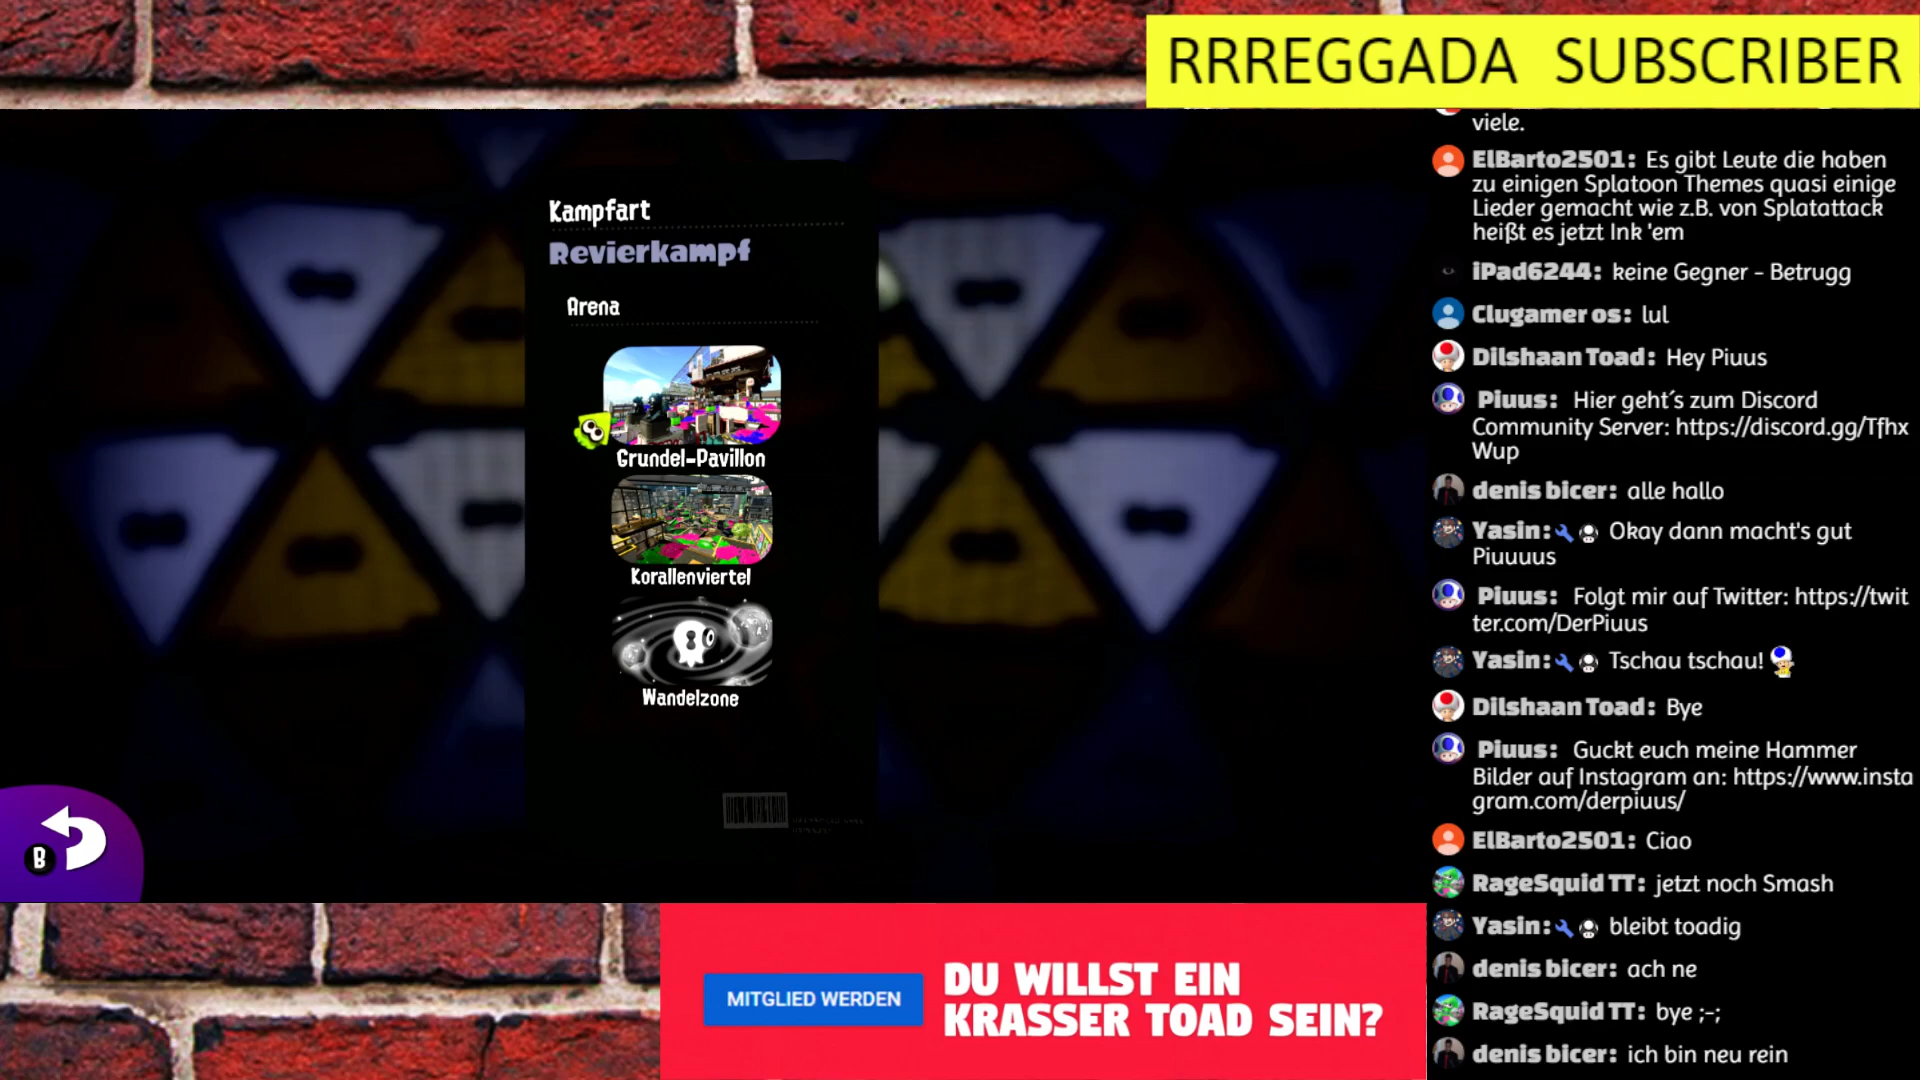 RRREGGADA SUBSCRIBER
Kampfart
Revierkampf
Arena
Grundel-Pavillon
Korallenviertel
Wandelzone
B
MITGLIED WERDEN
DU WILLST EIN
KRASSER TOAD SEIN?
viele.
ElBarto2501: Es gibt Leute die haben
zu einigen Splatoon Themes quasi einige
Lieder gemacht wie z.B. von Splatattack
heißt es jetzt Ink 'em
iPad6244: keine Gegner - Betrugg
Clugamer os: lul
Dilshaan Toad: Hey Piuus
Piuus: Hier geht´s zum Discord
Community Server: https://discord.gg/Tfhx
Wup
denis bicer: alle hallo
Yasin: Okay dann macht's gut
Piuuuus
Piuus: Folgt mir auf Twitter: https://twit
ter.com/DerPiuus
Yasin: Tschau tschau!
Dilshaan Toad: Bye
Piuus: Guckt euch meine Hammer
Bilder auf Instagram an: https://www.insta
gram.com/derpiuus/
ElBarto2501: Ciao
RageSquid TT: jetzt noch Smash
Yasin: bleibt toadig
denis bicer: ach ne
RageSquid TT: bye ;-;
denis bicer: ich bin neu rein